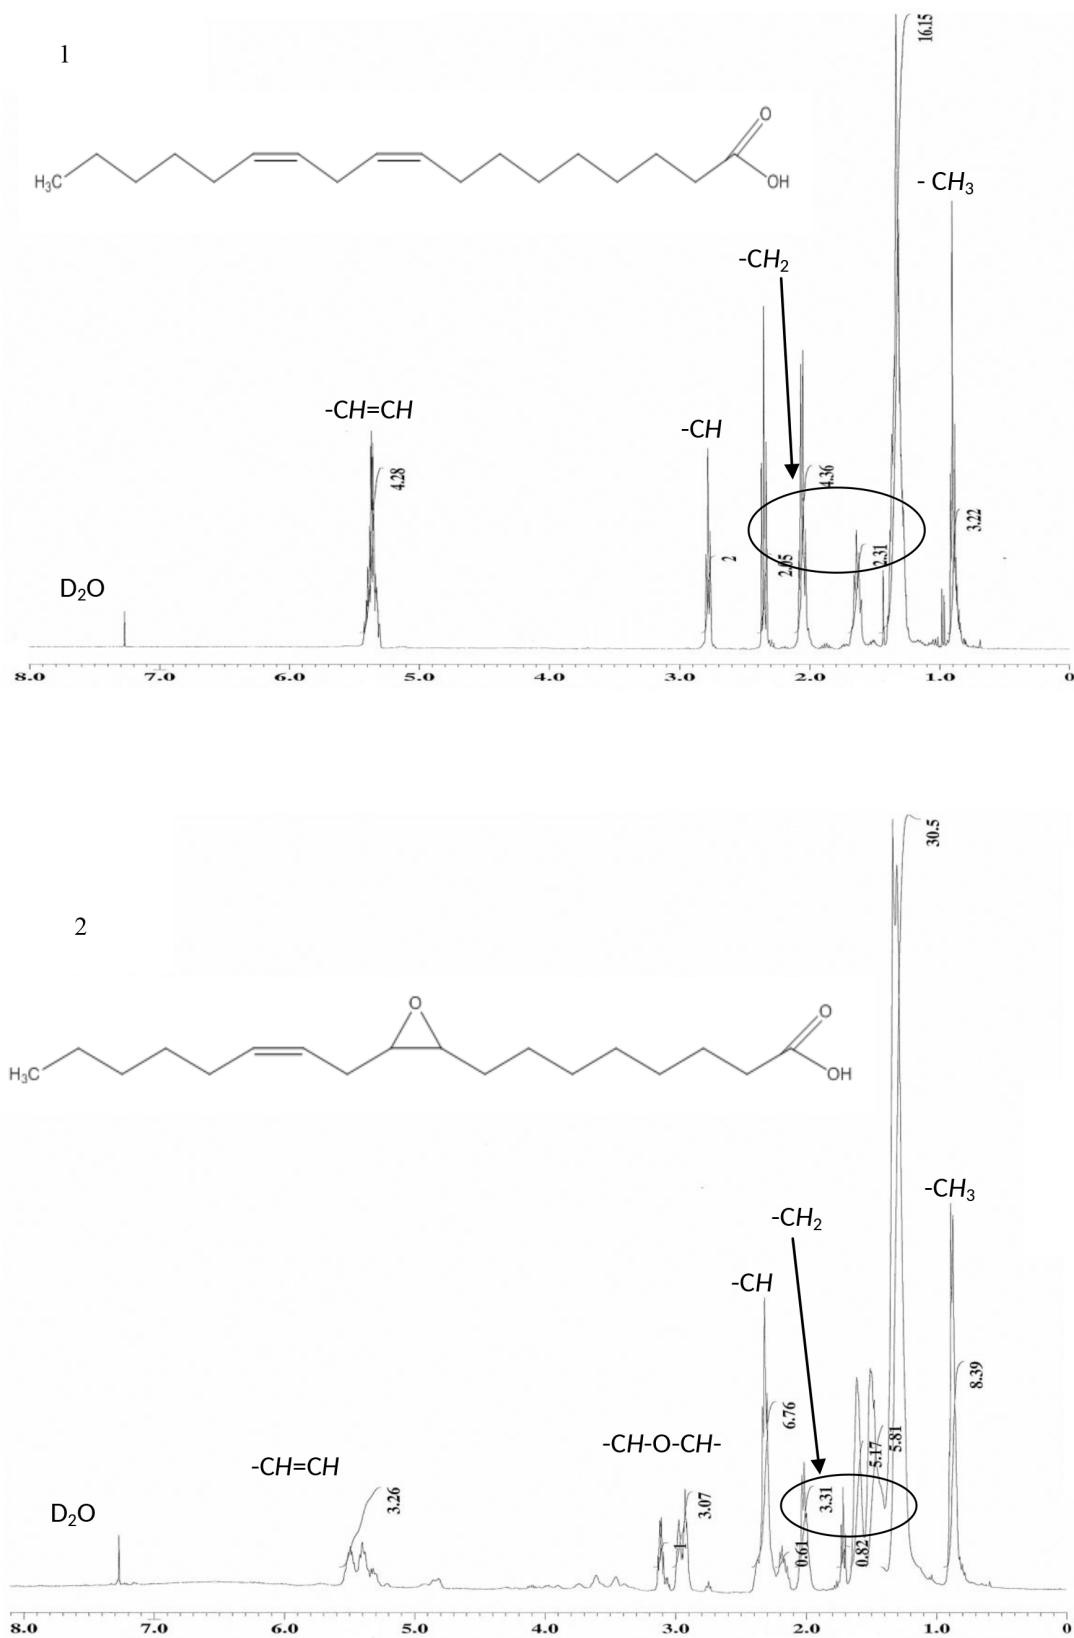 1
O
H₃C
OH
16.15
- CH₃
-CH₂
-CH=CH
-CH
4.28
4.36
2
2.05
2.31
3.22
D₂O
8.0 7.0 6.0 5.0 4.0 3.0 2.0 1.0 0
30.5
2
O
O
H₃C
OH
-CH₃
-CH₂
-CH
8.39
6.76
5.17
5.81
-CH-O-CH-
-CH=CH
D₂O
3.26
3.07
3.31
1
0.61
0.82
8.0 7.0 6.0 5.0 4.0 3.0 2.0 1.0 0